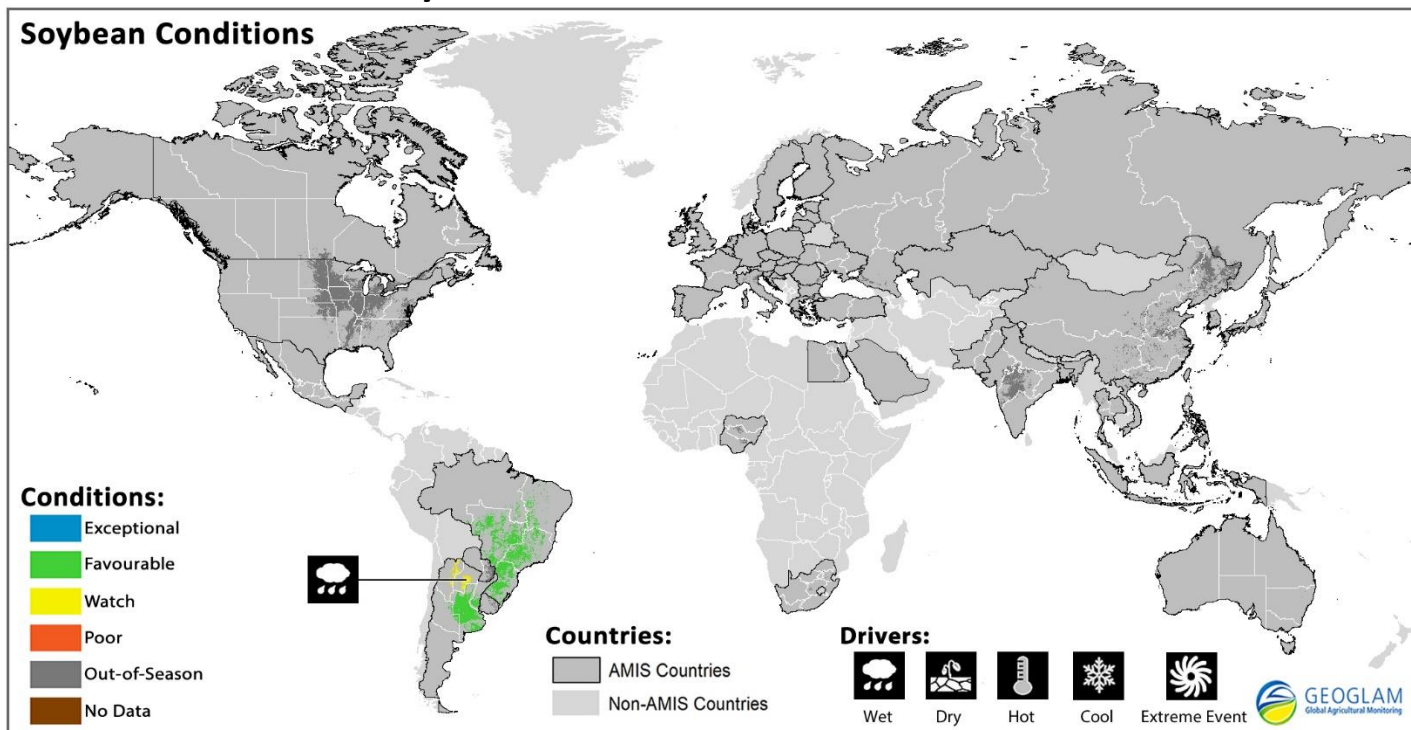 Soybean Conditions
Conditions:
Exceptional
Favourable
Watch
Poor
Out-of-Season
No Data
Countries:
AMIS Countries
Non-AMIS Countries
Drivers:
Wet
Dry
Hot
Cool
Extreme Event
GEOGLAM
Global Agricultural Monitoring